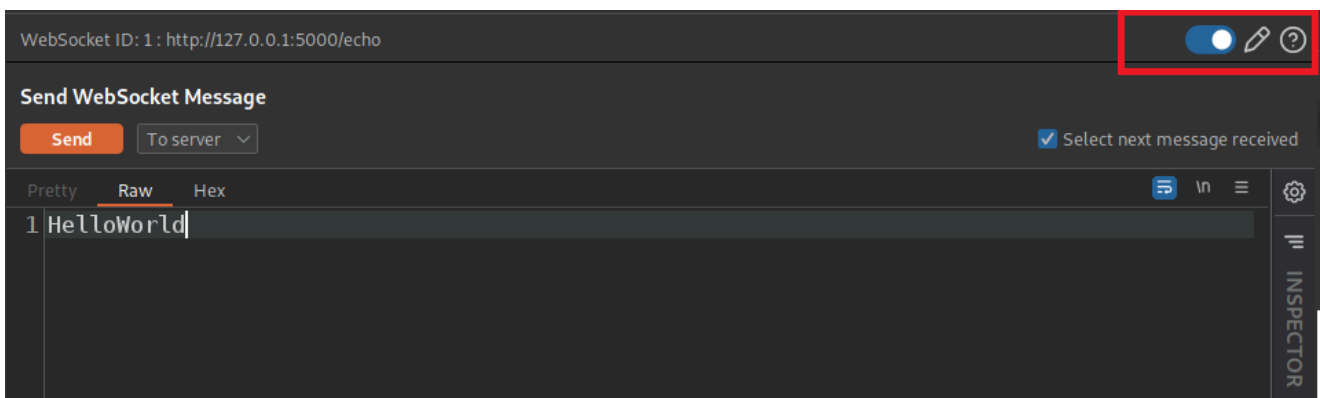 WebSocket ID: 1 : http://127.0.0.1:5000/echo
?
Send WebSocket Message
Send To server
Select next message received
Pretty Raw Hex
\n
1 HelloWorld
INSPECTOR